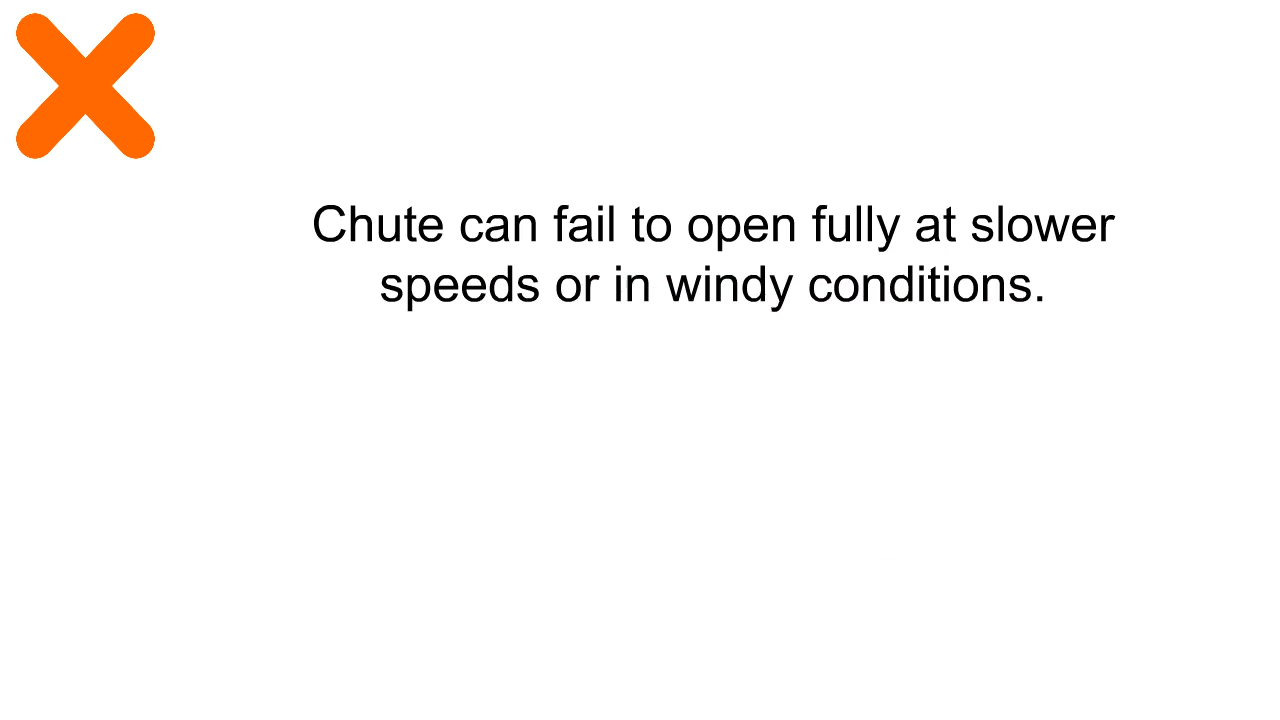 Chute can fail to open fully at slower
speeds or in windy conditions.